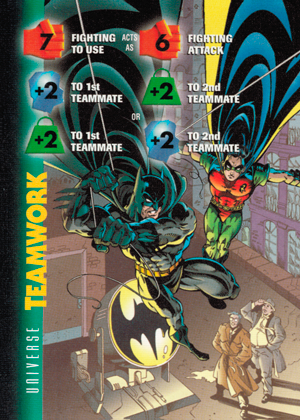 7 FIGHTING TO USE ACTS AS 6 FIGHTING ATTACK
+2 TO 1st TEAMMATE +2 TO 2nd TEAMMATE
OR
+2 TO 1st TEAMMATE +2 TO 2nd TEAMMATE
UNIVERSE TEAMWORK
R